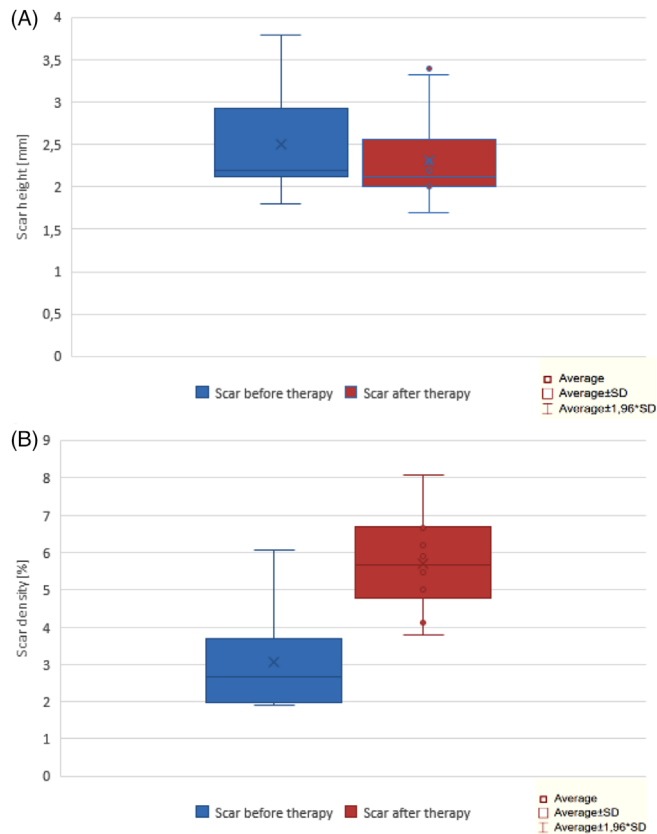 (A)
4
3,5
3
2,5
2
1,5
1
0,5
0
Scar height [mm]
Scar before therapy Scar after therapy
Average
Average±SD
Average±1,96*SD
(B)
9
8
7
6
5
4
3
2
1
0
Scar density [%]
Scar before therapy Scar after therapy
Average
Average±SD
Average±1,96*SD